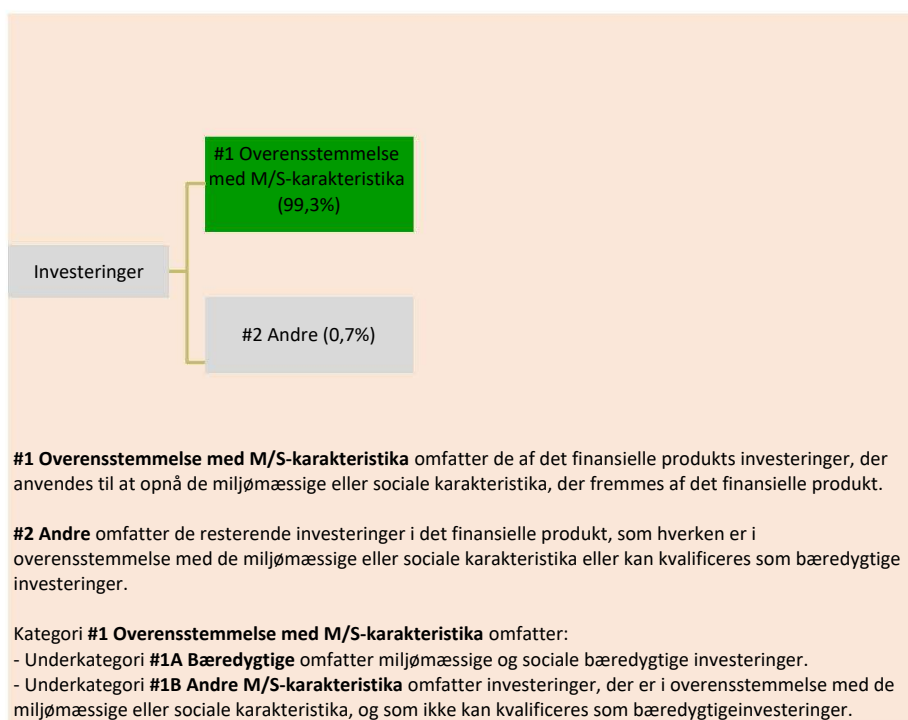 #1 Overensstemmelse
med M/S-karakteristika
(99,3%)
Investeringer
#2 Andre (0,7%)
#1 Overensstemmelse med M/S-karakteristika omfatter de af det finansielle produkts investeringer, der
anvendes til at opnå de miljømæssige eller sociale karakteristika, der fremmes af det finansielle produkt.
#2 Andre omfatter de resterende investeringer i det finansielle produkt, som hverken er i
overensstemmelse med de miljømæssige eller sociale karakteristika eller kan kvalificeres som bæredygtige
investeringer.
Kategori #1 Overensstemmelse med M/S-karakteristika omfatter:
- Underkategori #1A Bæredygtige omfatter miljømæssige og sociale bæredygtige investeringer.
- Underkategori #1B Andre M/S-karakteristika omfatter investeringer, der er i overensstemmelse med de
miljømæssige eller sociale karakteristika, og som ikke kan kvalificeres som bæredygtigeinvesteringer.